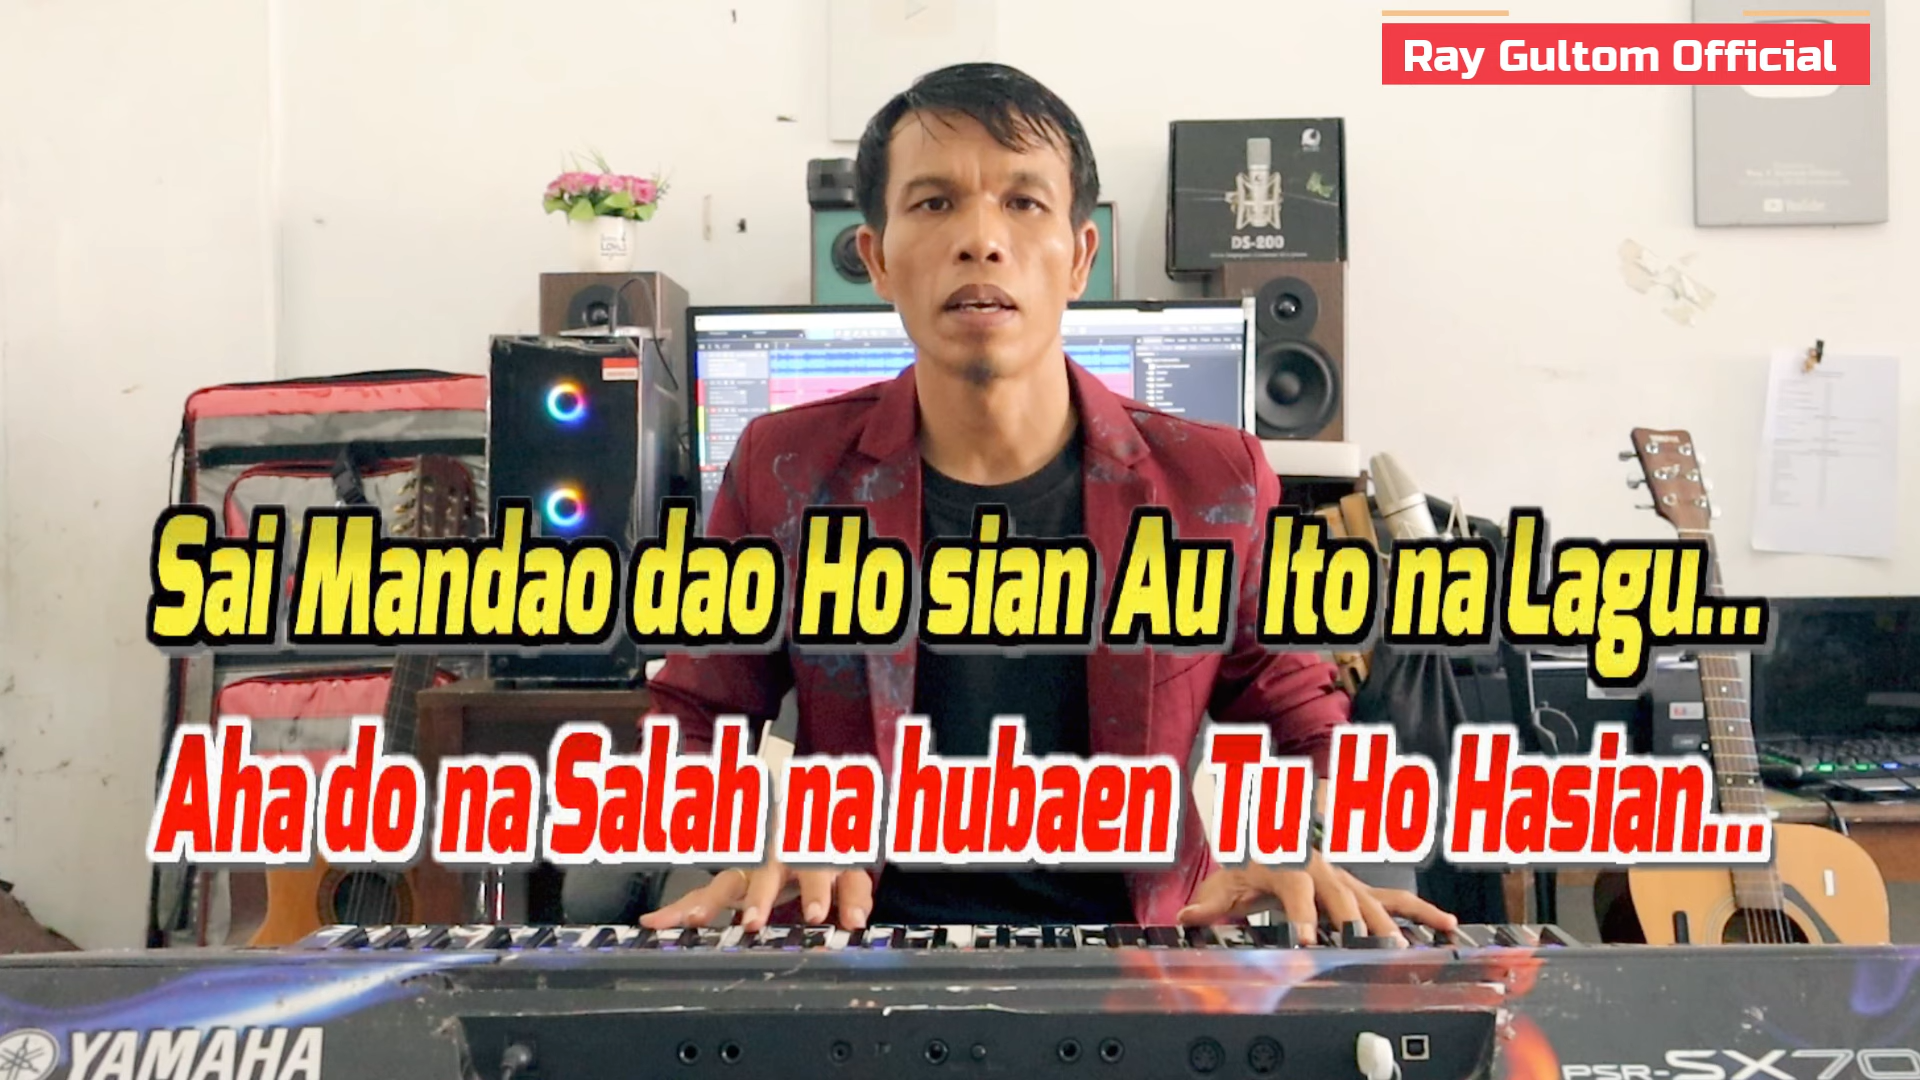 Ray Gultom Official
DS-200
YouTube
Sai Mandao dao Ho sian Au Ito na Lagu...
Aha do na Salah na hubaen Tu Ho Hasian...
YAMAHA
PSR-SX70